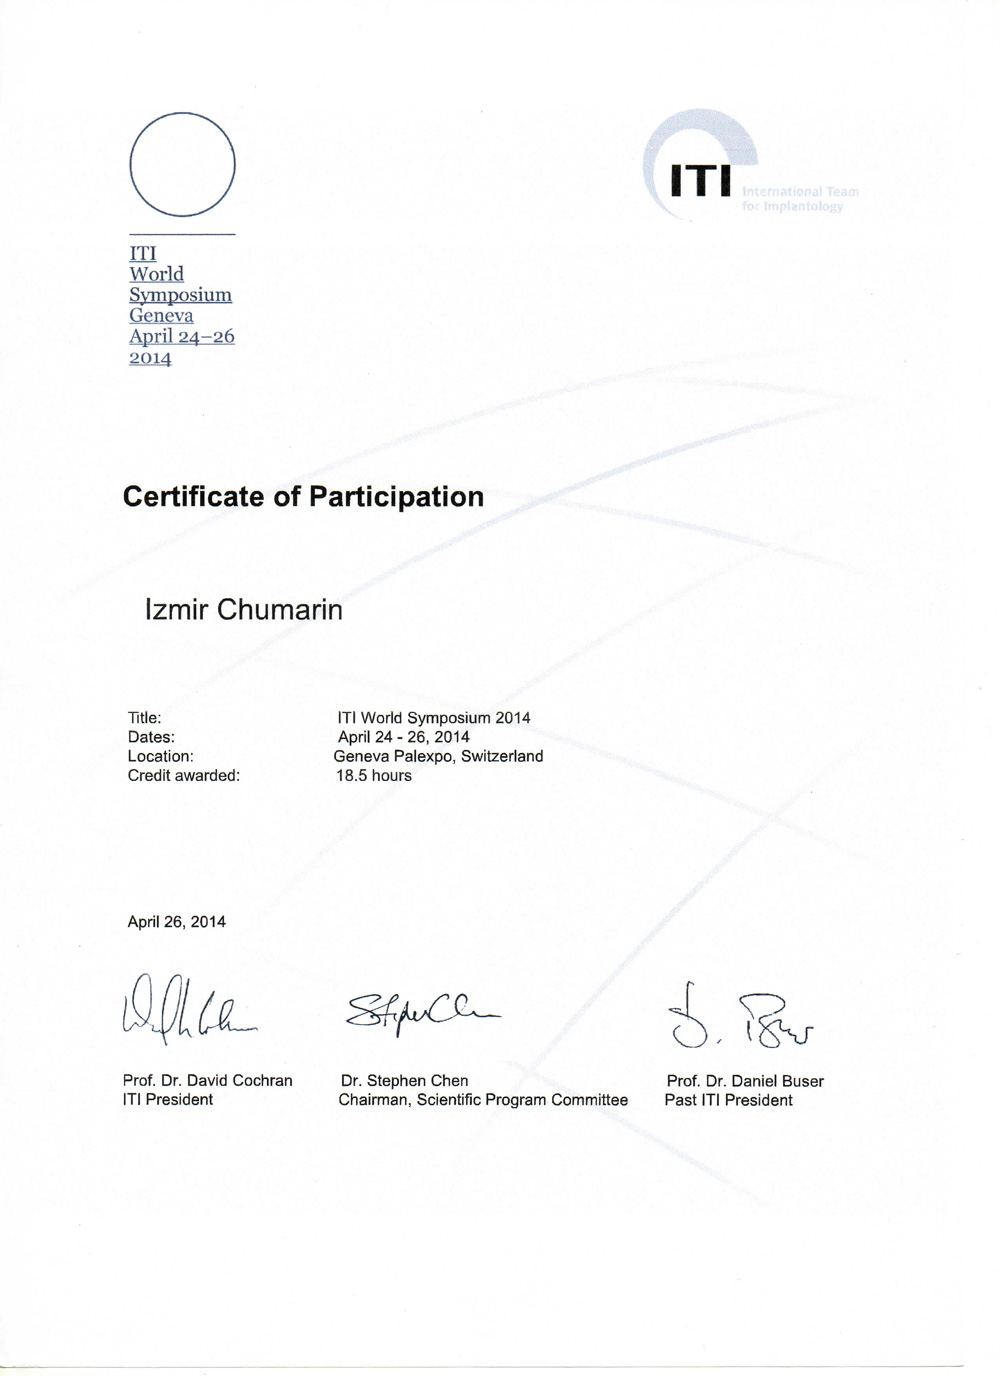 ITI
World
Symposium
Geneva
April 24–26
2014
ITI
International Team
for Implantology
Certificate of Participation
Izmir Chumarin
Title: ITI World Symposium 2014
Dates: April 24 - 26, 2014
Location: Geneva Palexpo, Switzerland
Credit awarded: 18.5 hours
April 26, 2014
Prof. Dr. David Cochran
ITI President
Dr. Stephen Chen
Chairman, Scientific Program Committee
Prof. Dr. Daniel Buser
Past ITI President